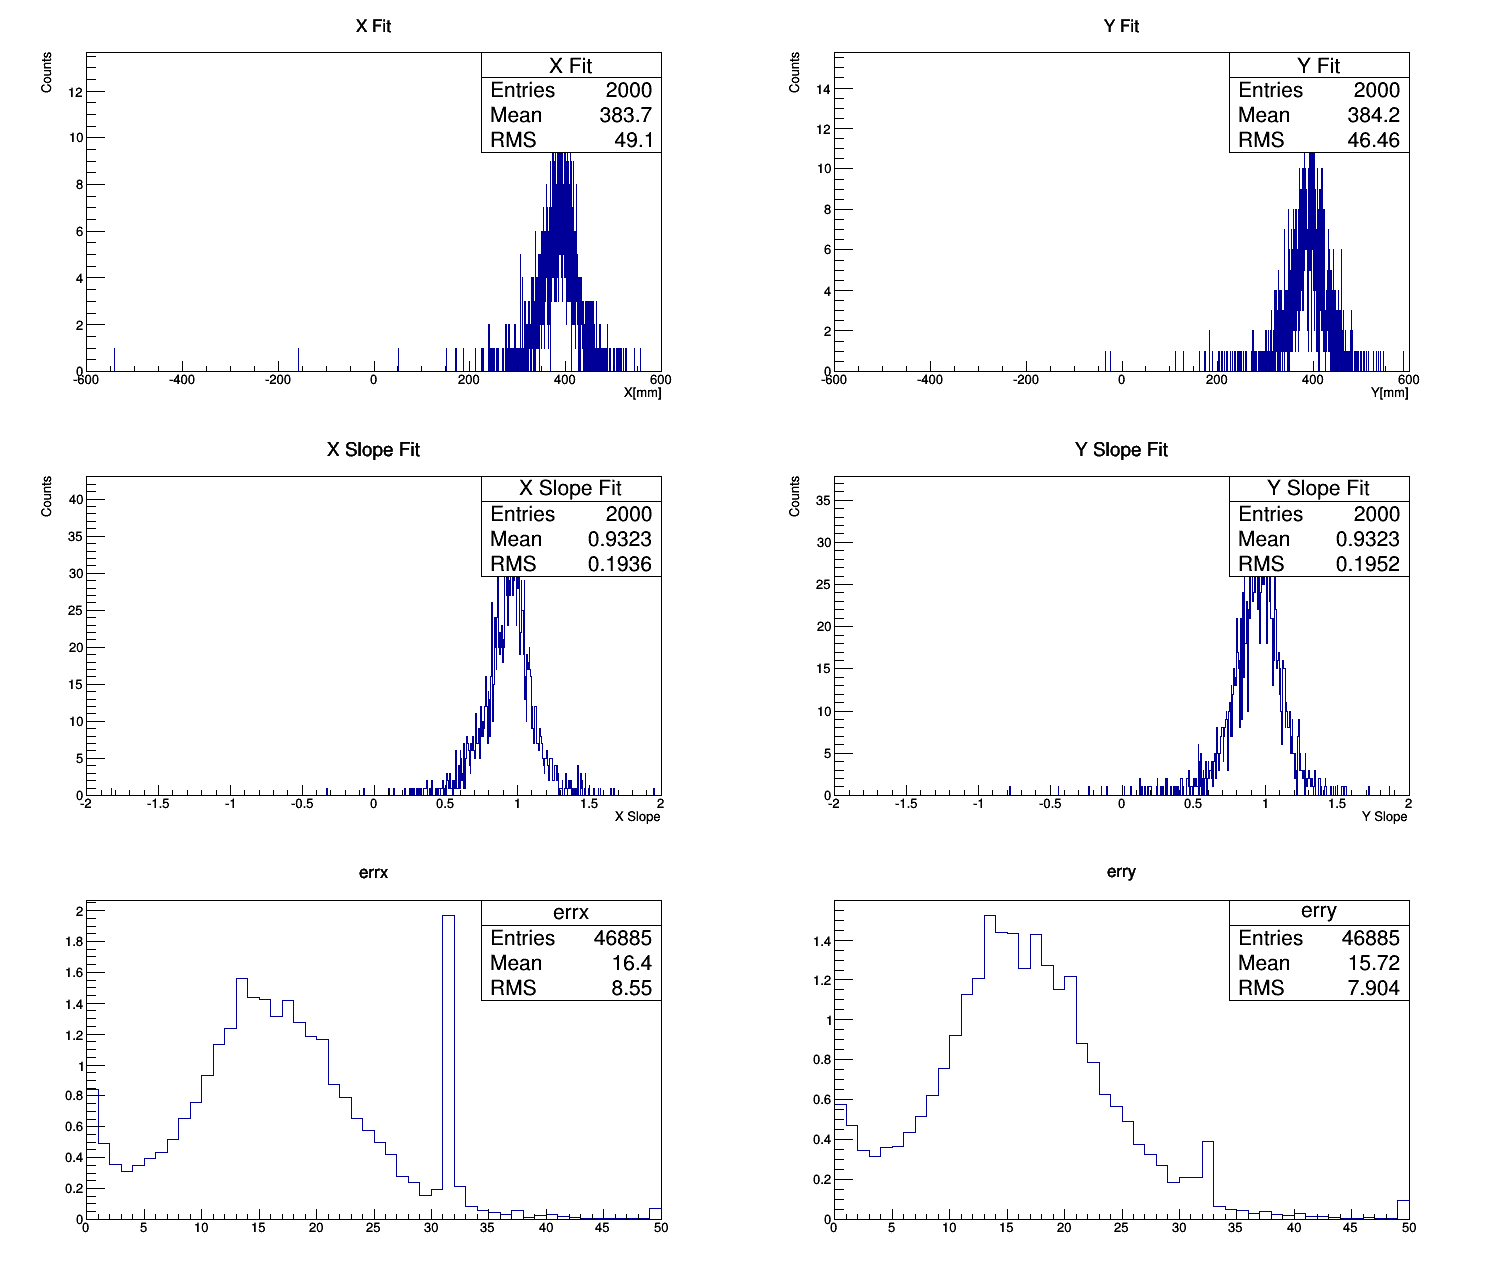 X Fit
Counts
X Fit
Entries 2000
Mean 383.7
RMS 49.1
12
10
8
6
4
2
0
-600 -400 -200 0 200 400 600
X[mm]
Y Fit
Counts
Y Fit
Entries 2000
Mean 384.2
RMS 46.46
14
12
10
8
6
4
2
0
-600 -400 -200 0 200 400 600
Y[mm]
X Slope Fit
Counts
X Slope Fit
Entries 2000
Mean 0.9323
RMS 0.1936
40
35
30
25
20
15
10
5
0
-2 -1.5 -1 -0.5 0 0.5 1 1.5 2
X Slope
Y Slope Fit
Counts
Y Slope Fit
Entries 2000
Mean 0.9323
RMS 0.1952
35
30
25
20
15
10
5
0
-2 -1.5 -1 -0.5 0 0.5 1 1.5 2
Y Slope
errx
errx
Entries 46885
Mean 16.4
RMS 8.55
2
1.8
1.6
1.4
1.2
1
0.8
0.6
0.4
0.2
0
0 5 10 15 20 25 30 35 40 45 50
erry
erry
Entries 46885
Mean 15.72
RMS 7.904
1.4
1.2
1
0.8
0.6
0.4
0.2
0
0 5 10 15 20 25 30 35 40 45 50